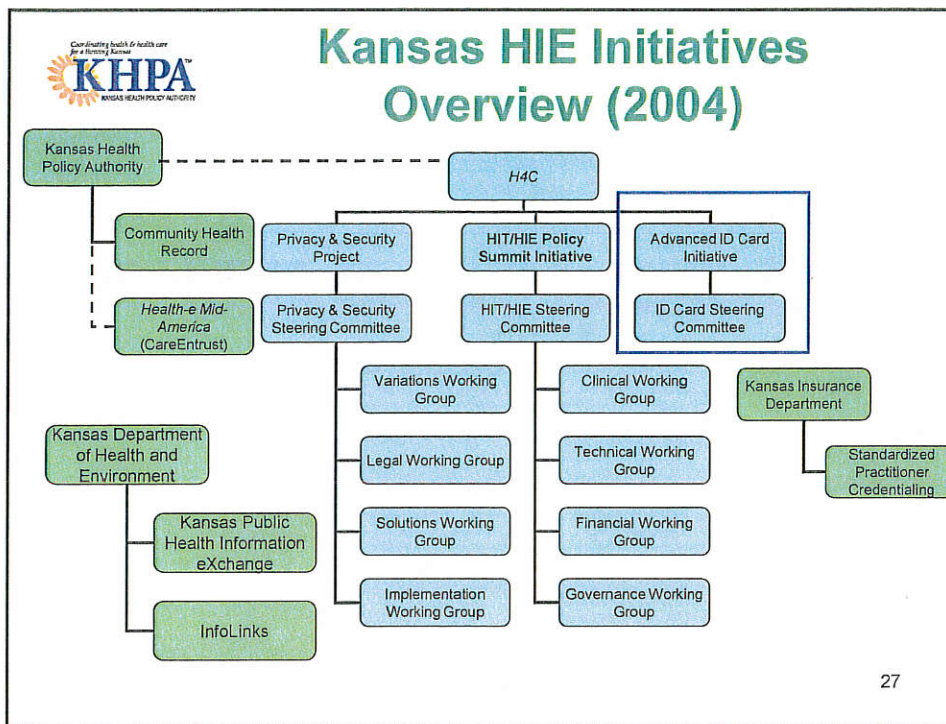 Coordinating health & health care
for a thriving Kansas
KHPA™
KANSAS HEALTH POLICY AUTHORITY
Kansas HIE Initiatives
Overview (2004)
Kansas Health
Policy Authority
H4C
Community Health
Record
Privacy & Security
Project
HIT/HIE Policy
Summit Initiative
Advanced ID Card
Initiative
Health-e Mid-
America
(CareEntrust)
Privacy & Security
Steering Committee
HIT/HIE Steering
Committee
ID Card Steering
Committee
Variations Working
Group
Clinical Working
Group
Kansas Insurance
Department
Kansas Department
of Health and
Environment
Legal Working Group
Technical Working
Group
Standardized
Practitioner
Credentialing
Kansas Public
Health Information
eXchange
Solutions Working
Group
Financial Working
Group
InfoLinks
Implementation
Working Group
Governance Working
Group
27